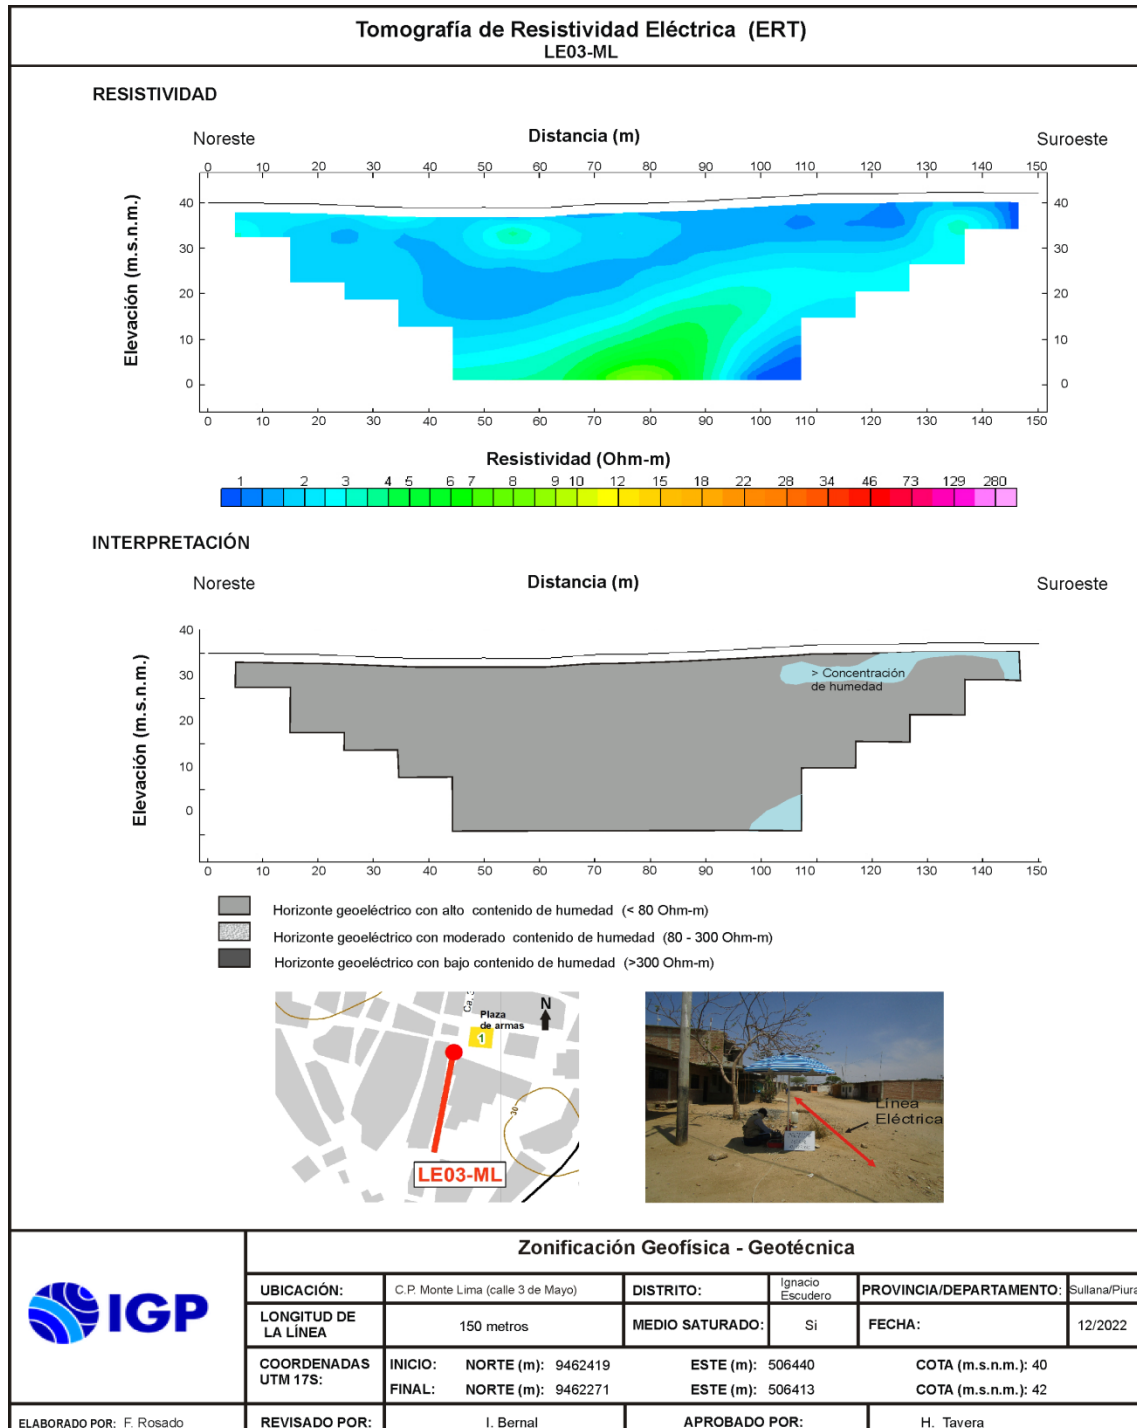 Tomografía de Resistividad Eléctrica (ERT)
LE03-ML
RESISTIVIDAD
Noreste Distancia (m) Suroeste
0 10 20 30 40 50 60 70 80 90 100 110 120 130 140 150
Elevación (m.s.n.m.)
40 40
30 30
20 20
10 10
0 0
0 10 20 30 40 50 60 70 80 90 100 110 120 130 140 150
Resistividad (Ohm-m)
1 2 3 4 5 6 7 8 9 10 12 15 18 22 28 34 46 73 129 280
INTERPRETACIÓN
Noreste Distancia (m) Suroeste
Elevación (m.s.n.m.)
40
30
20
10
0
> Concentración
de humedad
0 10 20 30 40 50 60 70 80 90 100 110 120 130 140 150
Horizonte geoeléctrico con alto contenido de humedad (< 80 Ohm-m)
Horizonte geoeléctrico con moderado contenido de humedad (80 - 300 Ohm-m)
Horizonte geoeléctrico con bajo contenido de humedad (>300 Ohm-m)
Ca.
N
Plaza
de armas
1
30
LE03-ML
Línea
Eléctrica
Zonificación Geofísica - Geotécnica
IGP
UBICACIÓN: C.P. Monte Lima (calle 3 de Mayo) DISTRITO: Ignacio Escudero PROVINCIA/DEPARTAMENTO: Sullana/Piura
LONGITUD DE LA LÍNEA 150 metros MEDIO SATURADO: Si FECHA: 12/2022
COORDENADAS UTM 17S: INICIO: NORTE (m): 9462419 ESTE (m): 506440 COTA (m.s.n.m.): 40
FINAL: NORTE (m): 9462271 ESTE (m): 506413 COTA (m.s.n.m.): 42
ELABORADO POR: F. Rosado REVISADO POR: I. Bernal APROBADO POR: H. Tavera